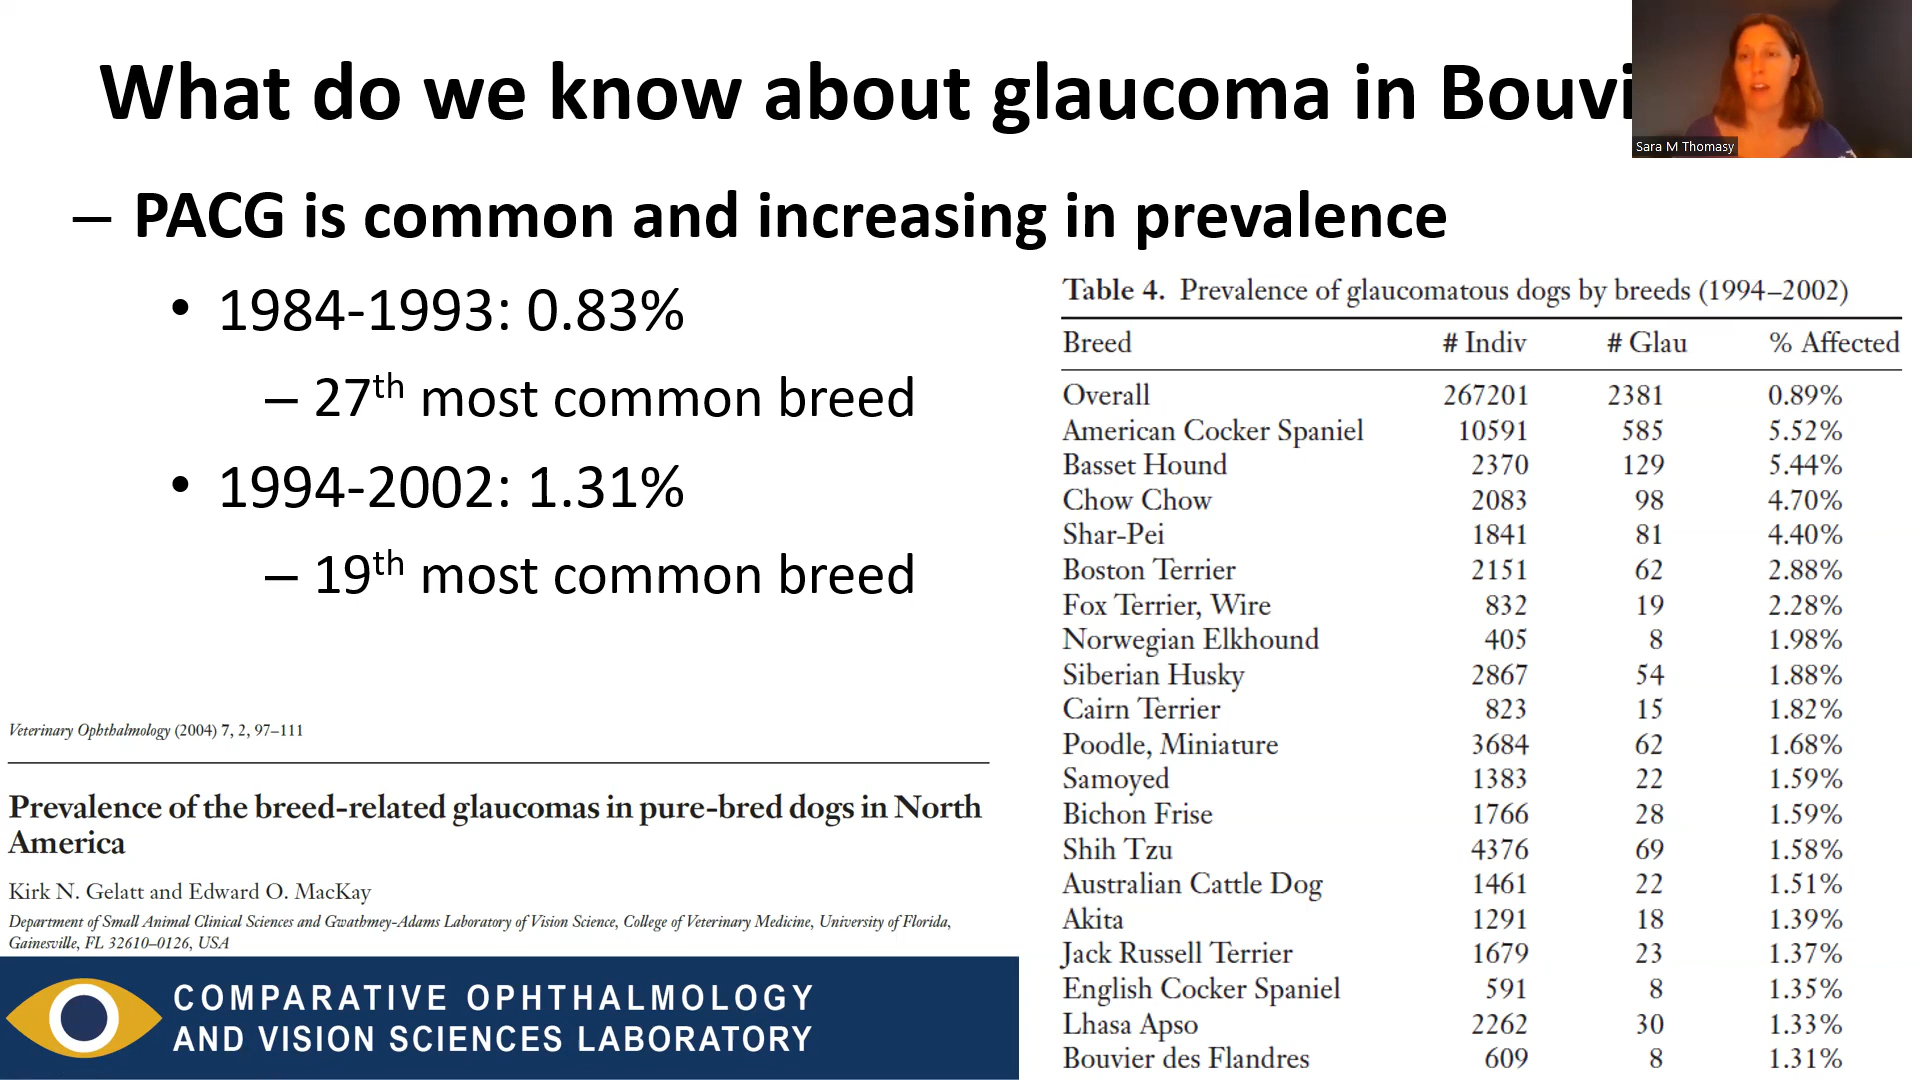 What do we know about glaucoma in Bouvi
Sara M Thomasy
– PACG is common and increasing in prevalence
• 1984-1993: 0.83%
– 27th most common breed
• 1994-2002: 1.31%
– 19th most common breed
Veterinary Ophthalmology (2004) 7, 2, 97–111
Prevalence of the breed-related glaucomas in pure-bred dogs in North
America
Kirk N. Gelatt and Edward O. MacKay
Department of Small Animal Clinical Sciences and Gwathmey-Adams Laboratory of Vision Science, College of Veterinary Medicine, University of Florida,
Gainesville, FL 32610–0126, USA
COMPARATIVE OPHTHALMOLOGY
AND VISION SCIENCES LABORATORY
Table 4. Prevalence of glaucomatous dogs by breeds (1994–2002)
Breed # Indiv # Glau % Affected
Overall 267201 2381 0.89%
American Cocker Spaniel 10591 585 5.52%
Basset Hound 2370 129 5.44%
Chow Chow 2083 98 4.70%
Shar-Pei 1841 81 4.40%
Boston Terrier 2151 62 2.88%
Fox Terrier, Wire 832 19 2.28%
Norwegian Elkhound 405 8 1.98%
Siberian Husky 2867 54 1.88%
Cairn Terrier 823 15 1.82%
Poodle, Miniature 3684 62 1.68%
Samoyed 1383 22 1.59%
Bichon Frise 1766 28 1.59%
Shih Tzu 4376 69 1.58%
Australian Cattle Dog 1461 22 1.51%
Akita 1291 18 1.39%
Jack Russell Terrier 1679 23 1.37%
English Cocker Spaniel 591 8 1.35%
Lhasa Apso 2262 30 1.33%
Bouvier des Flandres 609 8 1.31%